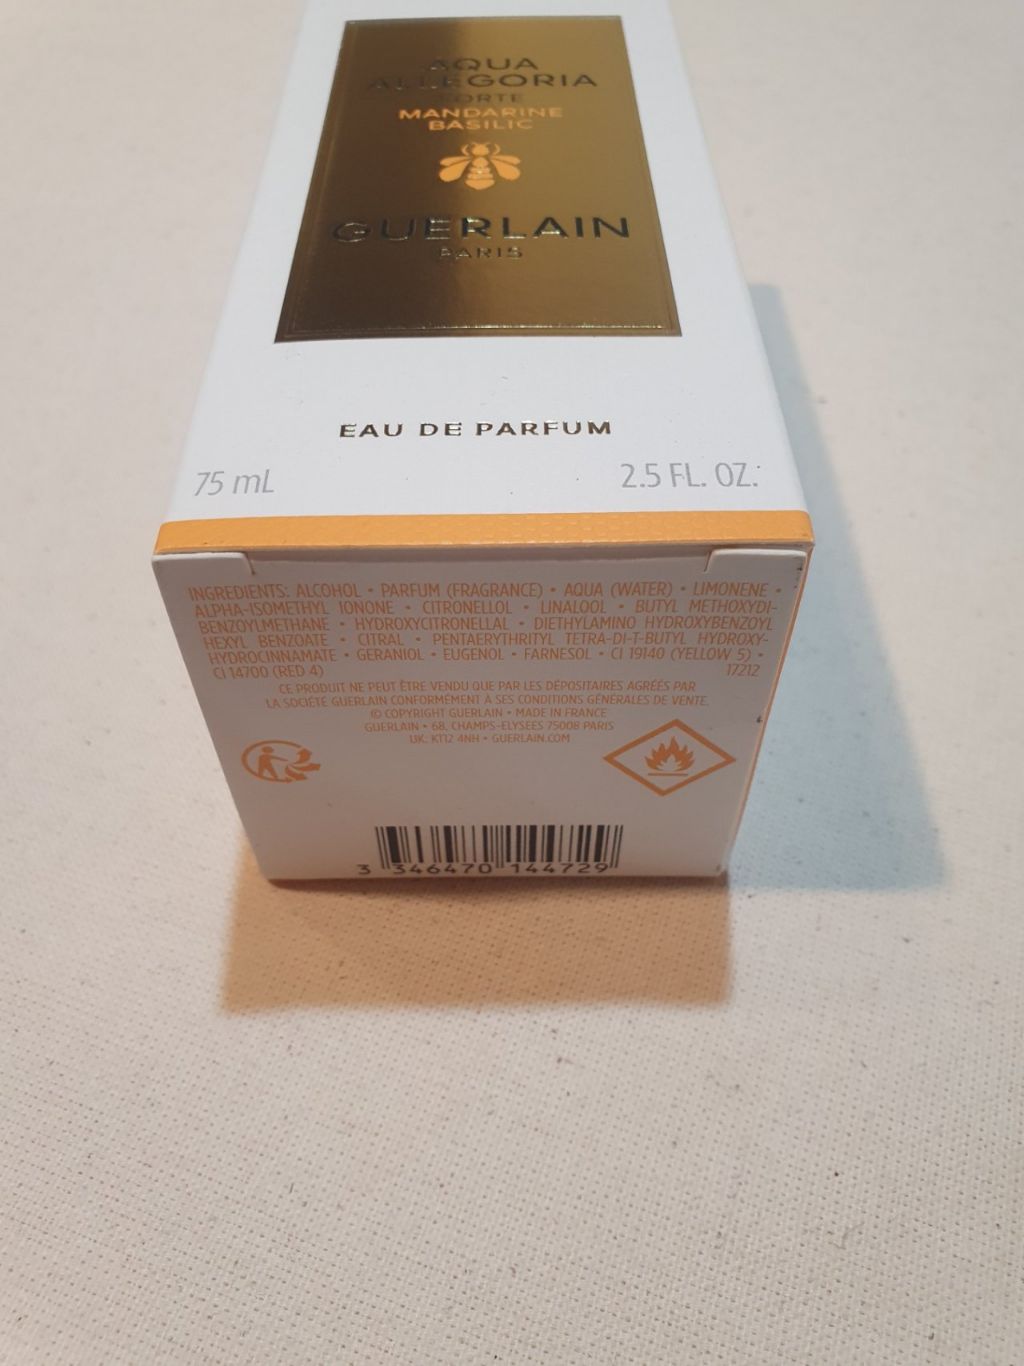 AQUA
ALLEGORIA
FORTE
MANDARINE
BASILIC
GUERLAIN
PARIS
EAU DE PARFUM
75 mL
2.5 FL. OZ.
INGREDIENTS: ALCOHOL • PARFUM (FRAGRANCE) • AQUA (WATER) • LIMONENE •
ALPHA-ISOMETHYL IONONE • CITRONELLOL • LINALOOL • BUTYL METHOXYDI-
BENZOYLMETHANE • HYDROXYCITRONELLAL • DIETHYLAMINO HYDROXYBENZOYL
HEXYL BENZOATE • CITRAL • PENTAERYTHRITYL TETRA-DI-T-BUTYL HYDROXY-
HYDROCINNAMATE • GERANIOL • EUGENOL • FARNESOL • CI 19140 (YELLOW 5) •
CI 14700 (RED 4) 17212
CE PRODUIT NE PEUT ÊTRE VENDU QUE PAR LES DÉPOSITAIRES AGRÉÉS PAR
LA SOCIÉTÉ GUERLAIN CONFORMÉMENT À SES CONDITIONS GÉNÉRALES DE VENTE.
© COPYRIGHT GUERLAIN • MADE IN FRANCE
GUERLAIN • 68, CHAMPS-ELYSEES 75008 PARIS
UK: KT12 4NH • GUERLAIN.COM
3 346470 144729